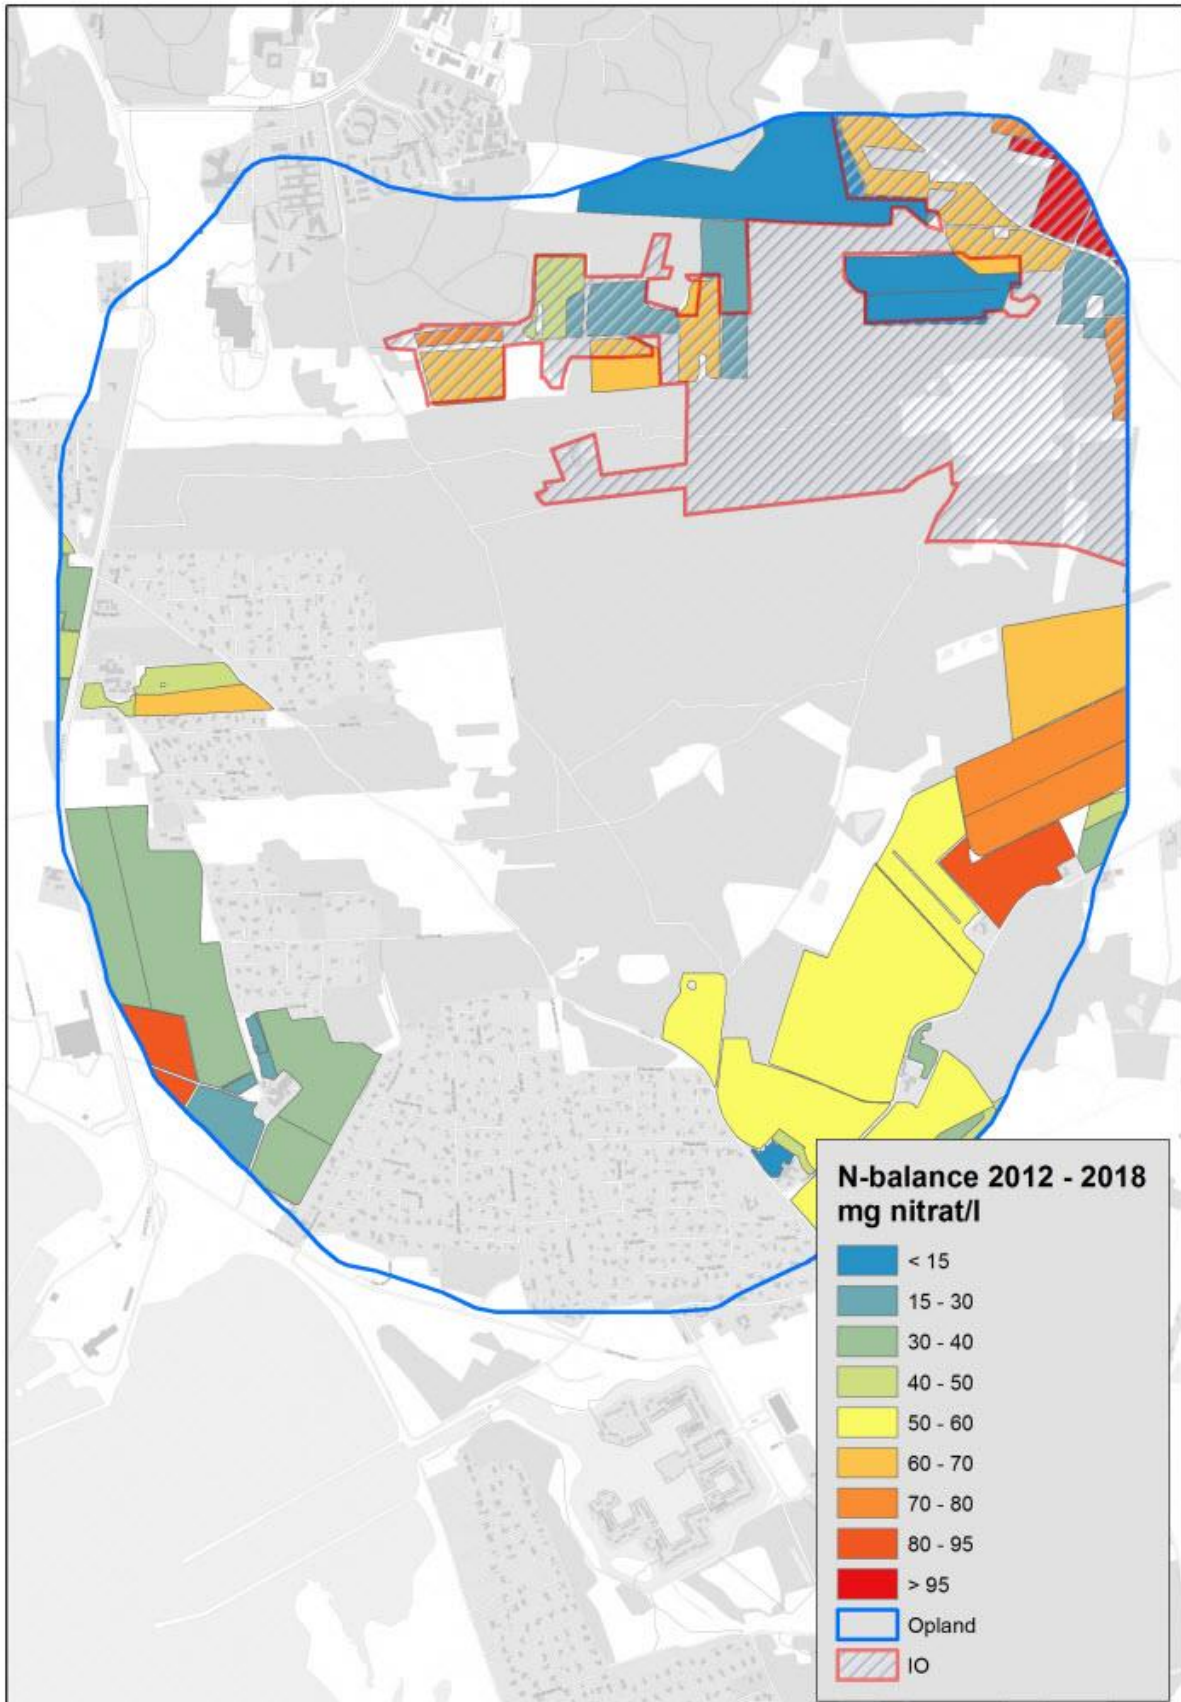 N-balance 2012 - 2018
mg nitrat/l
< 15
15 - 30
30 - 40
40 - 50
50 - 60
60 - 70
70 - 80
80 - 95
> 95
Opland
IO